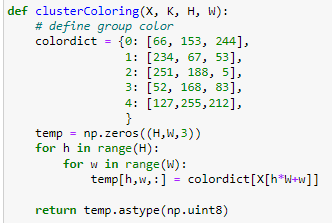 def clusterColoring(X, K, H, W):
    # define group color
    colordict = {0: [66, 153, 244],
                 1: [234, 67, 53],
                 2: [251, 188, 5],
                 3: [52, 168, 83],
                 4: [127,255,212],
                 }
    temp = np.zeros((H,W,3))
    for h in range(H):
        for w in range(W):
            temp[h,w,:] = colordict[X[h*W+w]]

    return temp.astype(np.uint8)